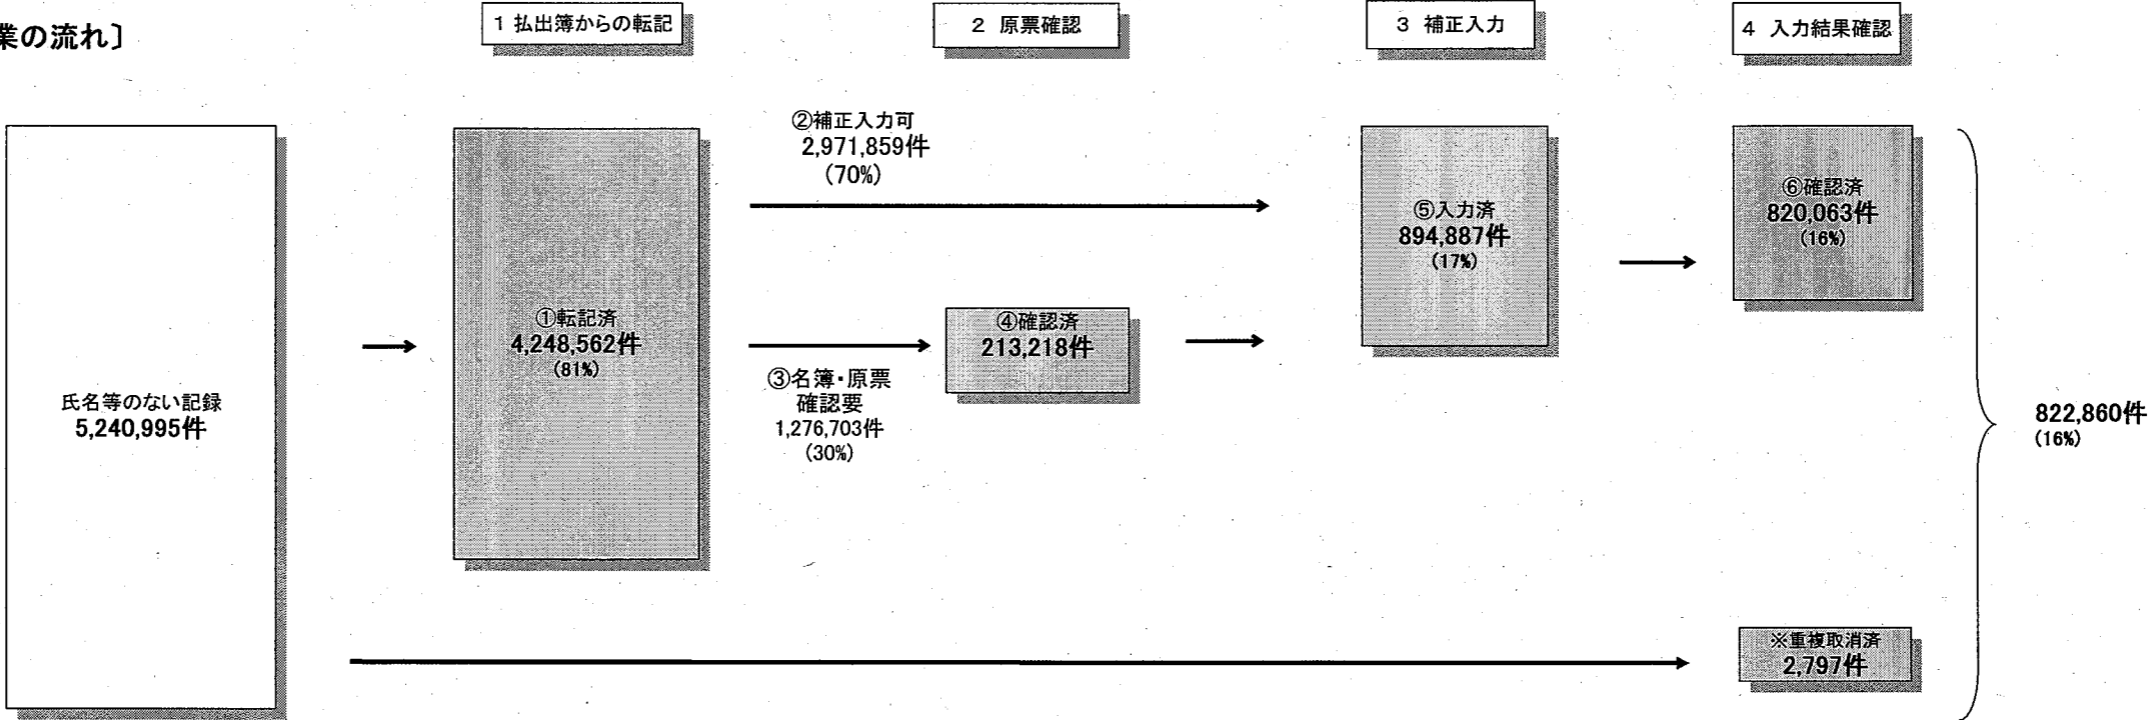 業の流れ〕
1 払出簿からの転記
2 原票確認
3 補正入力
4 入力結果確認
氏名等のない記録
5,240,995件
①転記済
4,248,562件
(81%)
②補正入力可
2,971,859件
(70%)
③名簿・原票
確認要
1,276,703件
(30%)
④確認済
213,218件
⑤入力済
894,887件
(17%)
⑥確認済
820,063件
(16%)
※重複取消済
2,797件
822,860件
(16%)